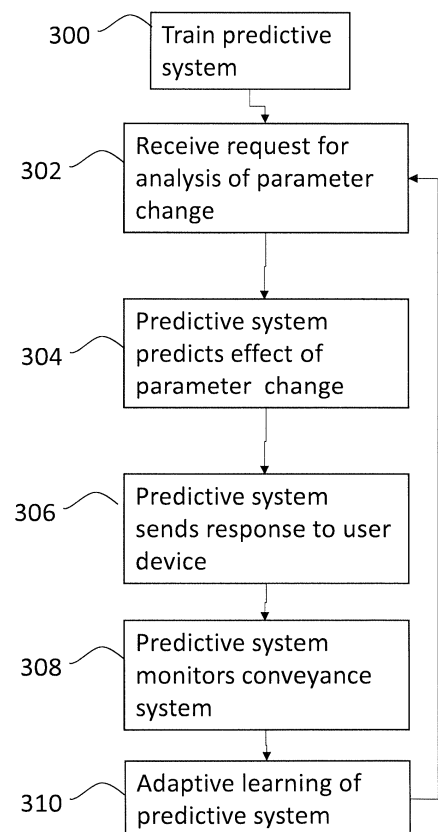 300
Train predictive
system
302
Receive request for
analysis of parameter
change
304
Predictive system
predicts effect of
parameter change
306
Predictive system
sends response to user
device
308
Predictive system
monitors conveyance
system
310
Adaptive learning of
predictive system